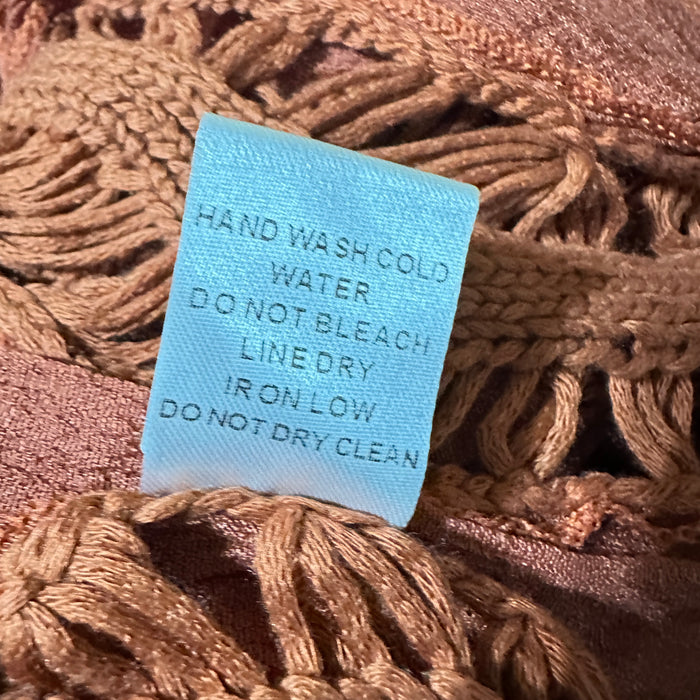 HAND WASH COLD
WATER
DO NOT BLEACH
LINE DRY
IRON LOW
DO NOT DRY CLEAN